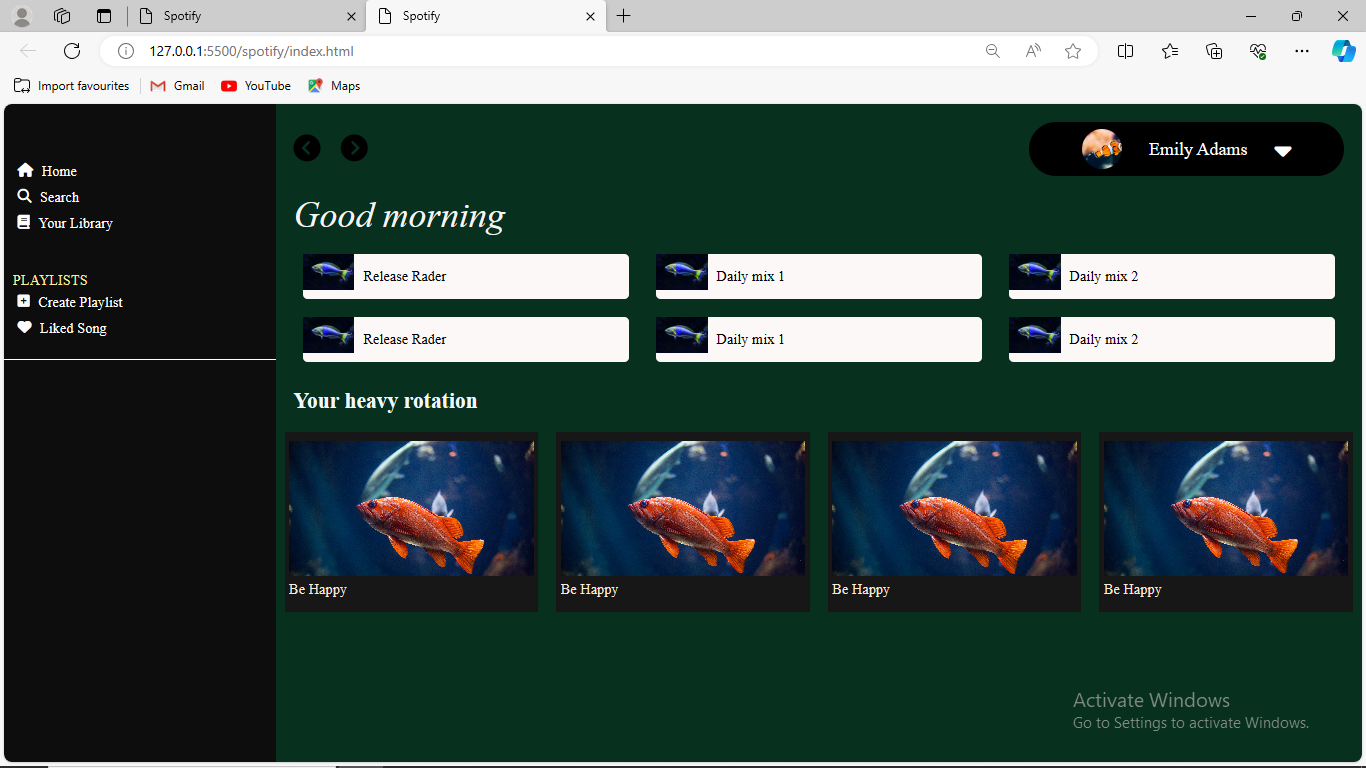 Spotify
Spotify
127.0.0.1:5500/spotify/index.html
Import favourites
Gmail
YouTube
Maps
Emily Adams
Home
Search
Your Library
PLAYLISTS
Create Playlist
Liked Song
Good morning
Release Rader
Daily mix 1
Daily mix 2
Release Rader
Daily mix 1
Daily mix 2
Your heavy rotation
Be Happy
Be Happy
Be Happy
Be Happy
Activate Windows
Go to Settings to activate Windows.